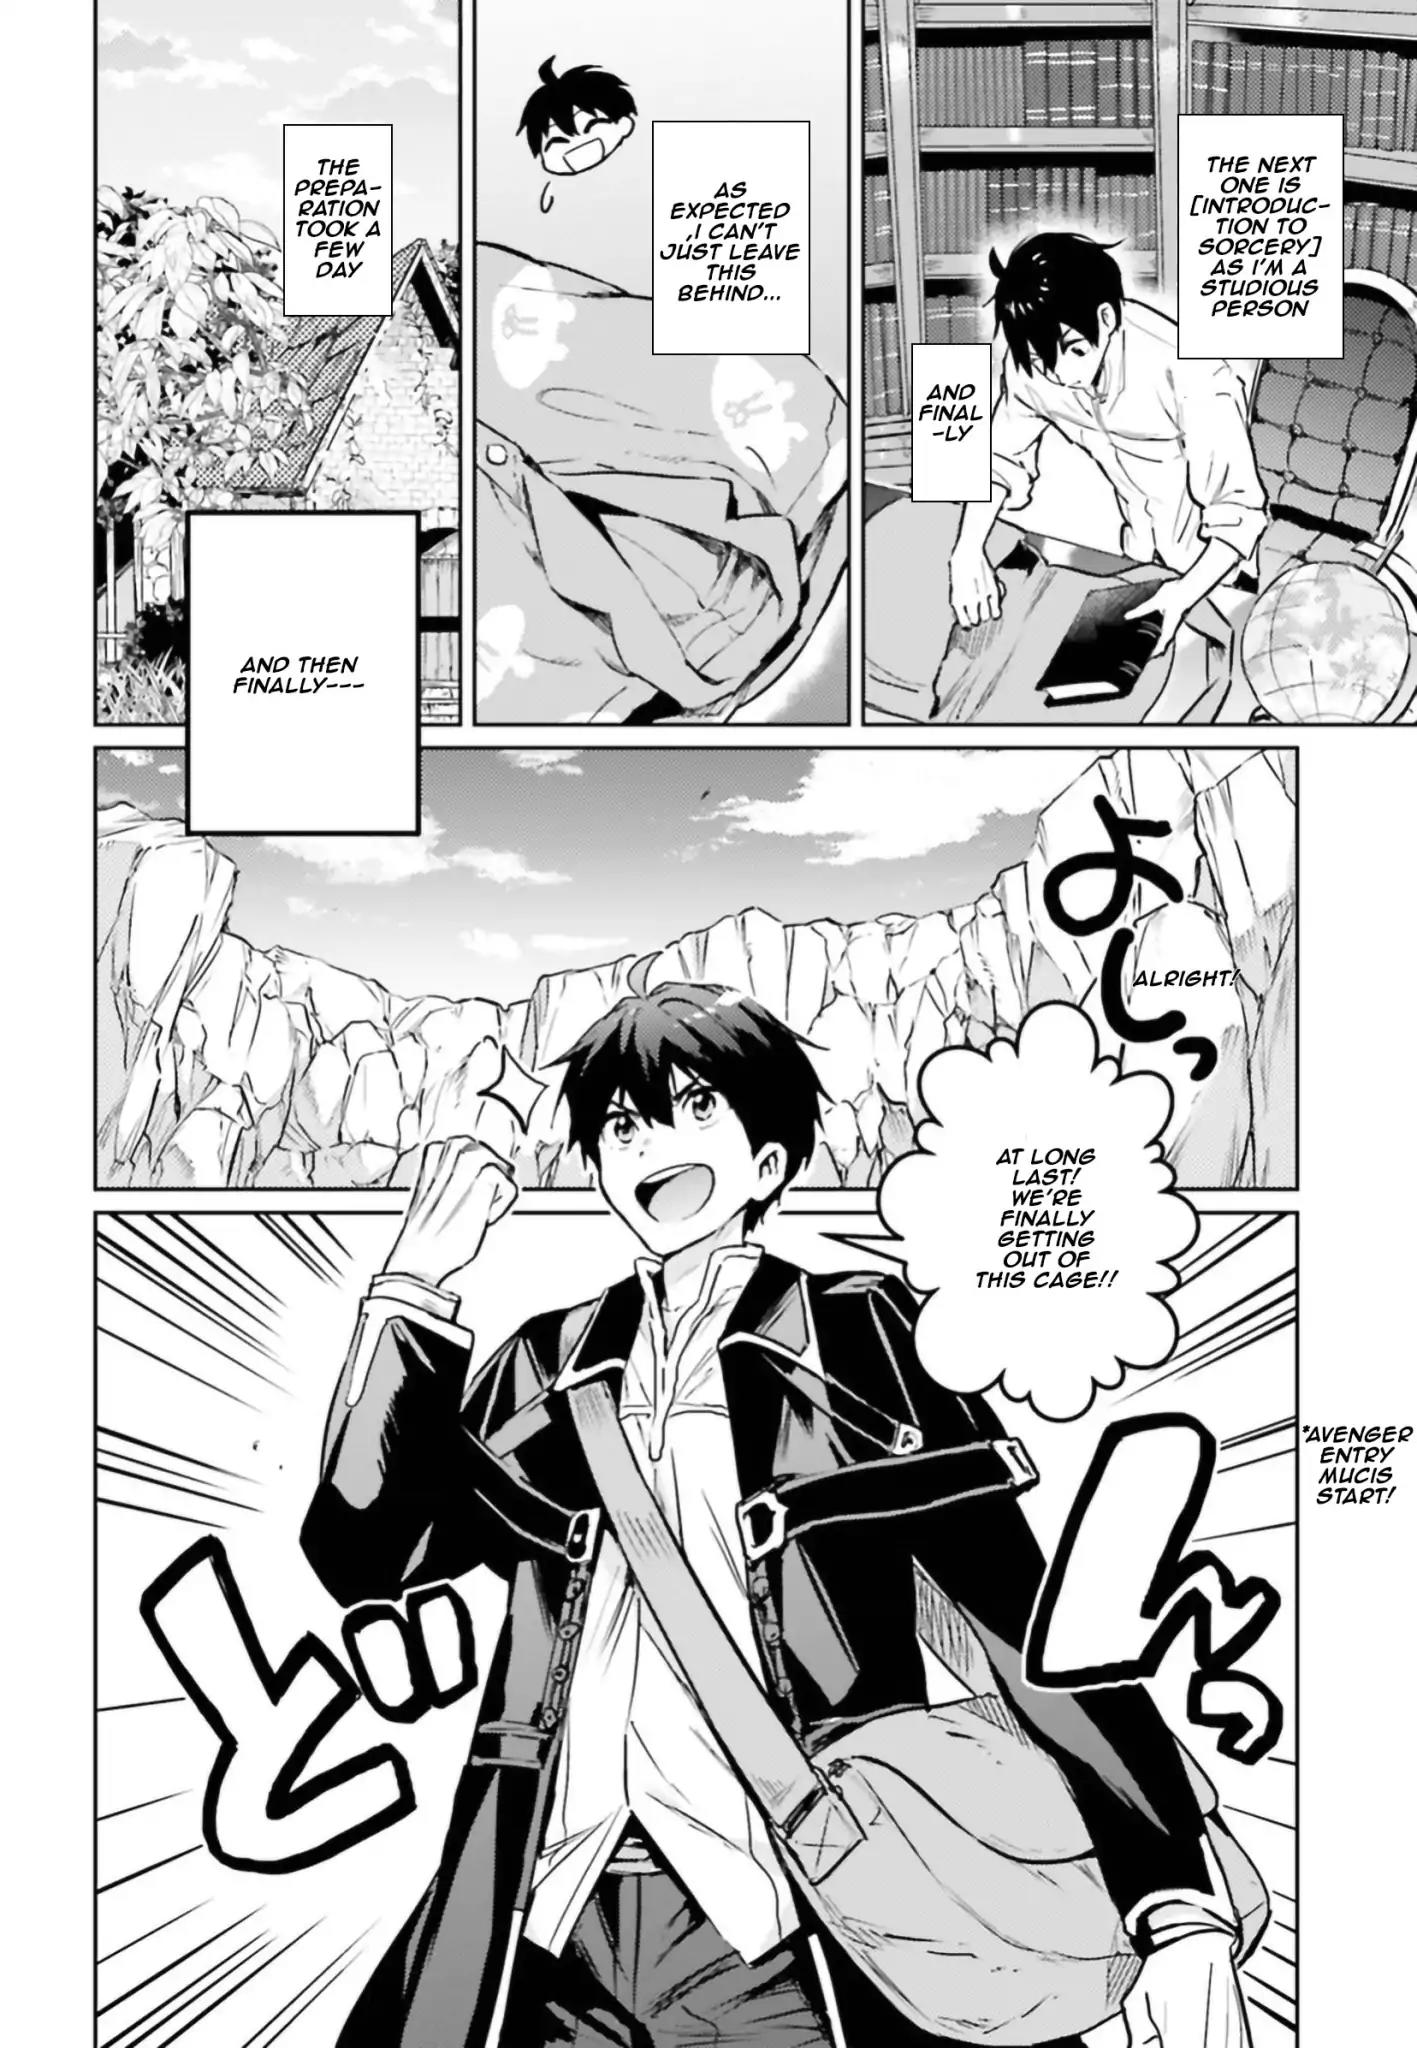 THE NEXT
ONE IS
[INTRODUC-
TION TO
SORCERY]
AS I'M A
STUDIOUS
PERSON
AND
FINAL
-LY
AS
EXPECTED
,I CAN'T
JUST LEAVE
THIS
BEHIND...
THE
PREPA-
RATION
TOOK A
FEW
DAY
AND THEN
FINALLY---
よしっ
ALRIGHT!
AT LONG
LAST!
WE'RE
FINALLY
GETTING
OUT OF
THIS CAGE!!
*AVENGER
ENTRY
MUCIS
START!
どーんっ